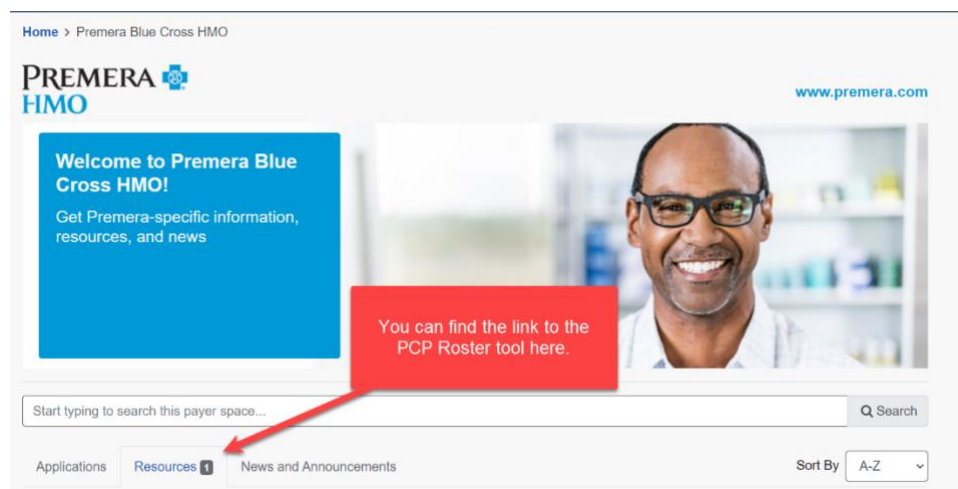 Home > Premera Blue Cross HMO
PREMERA
HMO
www.premera.com
Welcome to Premera Blue
Cross HMO!
Get Premera-specific information,
resources, and news
You can find the link to the
PCP Roster tool here.
Start typing to search this payer space...
Search
Applications
Resources 1
News and Announcements
Sort By
A-Z